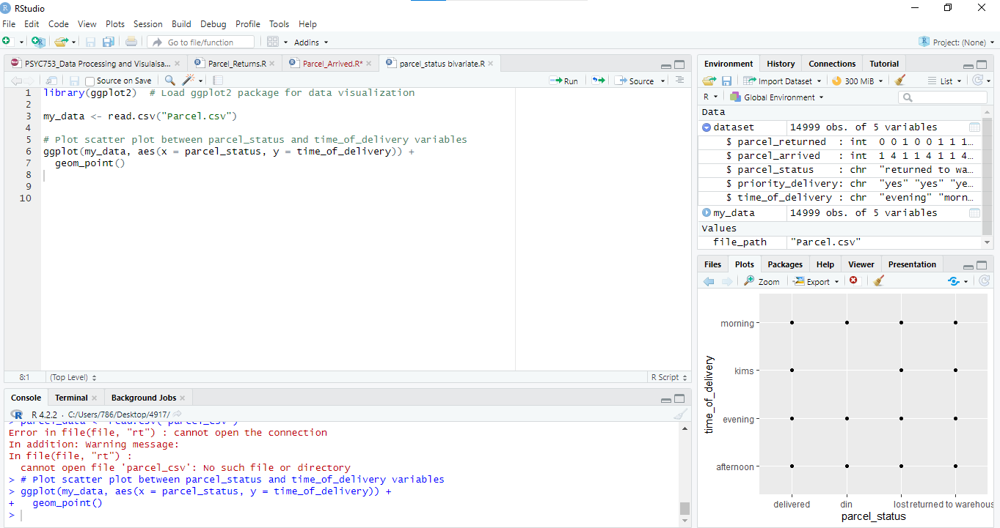 RStudio
File Edit Code View Plots Session Build Debug Profile Tools Help
Go to file/function Addins Project: (None)
PSYC753_Data Processing and Visulaisa... Parcel_Returns.R Parcel_Arrived.R* parcel_status bivariate.R
Source on Save Run Source
1 library(ggplot2)  # Load ggplot2 package for data visualization
2
3 my_data <- read.csv("Parcel.csv")
4
5 # Plot scatter plot between parcel_status and time_of_delivery variables
6 ggplot(my_data, aes(x = parcel_status, y = time_of_delivery)) +
7   geom_point()
8
9
10
8:1 (Top Level) R Script
Console Terminal Background Jobs
R 4.2.2 · C:/Users/786/Desktop/4917/
> parcel_data <- read.csv("parcel_csv")
Error in file(file, "rt") : cannot open the connection
In addition: Warning message:
In file(file, "rt") :
  cannot open file 'parcel_csv': No such file or directory
> # Plot scatter plot between parcel_status and time_of_delivery variables
> ggplot(my_data, aes(x = parcel_status, y = time_of_delivery)) +
+   geom_point()
>
Environment History Connections Tutorial
Import Dataset 300 MiB List
R Global Environment
Data
dataset 14999 obs. of 5 variables
$ parcel_returned : int 0 0 1 0 0 1 1 1...
$ parcel_arrived : int 1 4 1 1 4 1 1 4...
$ parcel_status : chr "returned to wa...
$ priority_delivery: chr "yes" "yes" "ye...
$ time_of_delivery : chr "evening" "morn...
my_data 14999 obs. of 5 variables
Values
file_path "Parcel.csv"
Files Plots Packages Help Viewer Presentation
Zoom Export
morning
kims
evening
afternoon
time_of_delivery
delivered din lost returned to warehous
parcel_status